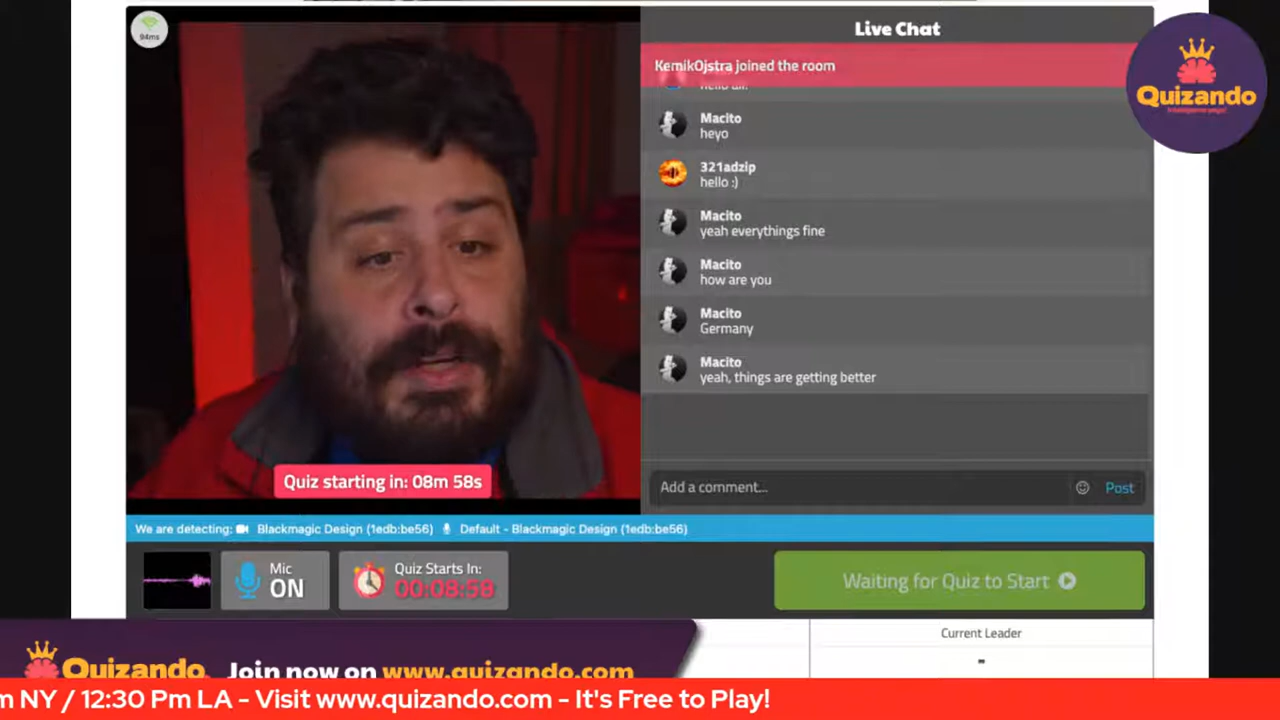 94ms
Live Chat
KemikOjstra joined the room
hello all!
Macito
heyo
321adzip
hello :)
Macito
yeah everythings fine
Macito
how are you
Macito
Germany
Macito
yeah, things are getting better
Quizando
Quiz starting in: 08m 58s
Add a comment...
Post
We are detecting: Blackmagic Design (1edb:be56) Default - Blackmagic Design (1edb:be56)
Mic
ON
Quiz Starts In:
00:08:58
Waiting for Quiz to Start
Current Leader
-
Quizando Join now on www.quizando.com
m NY / 12:30 Pm LA - Visit www.quizando.com - It's Free to Play!